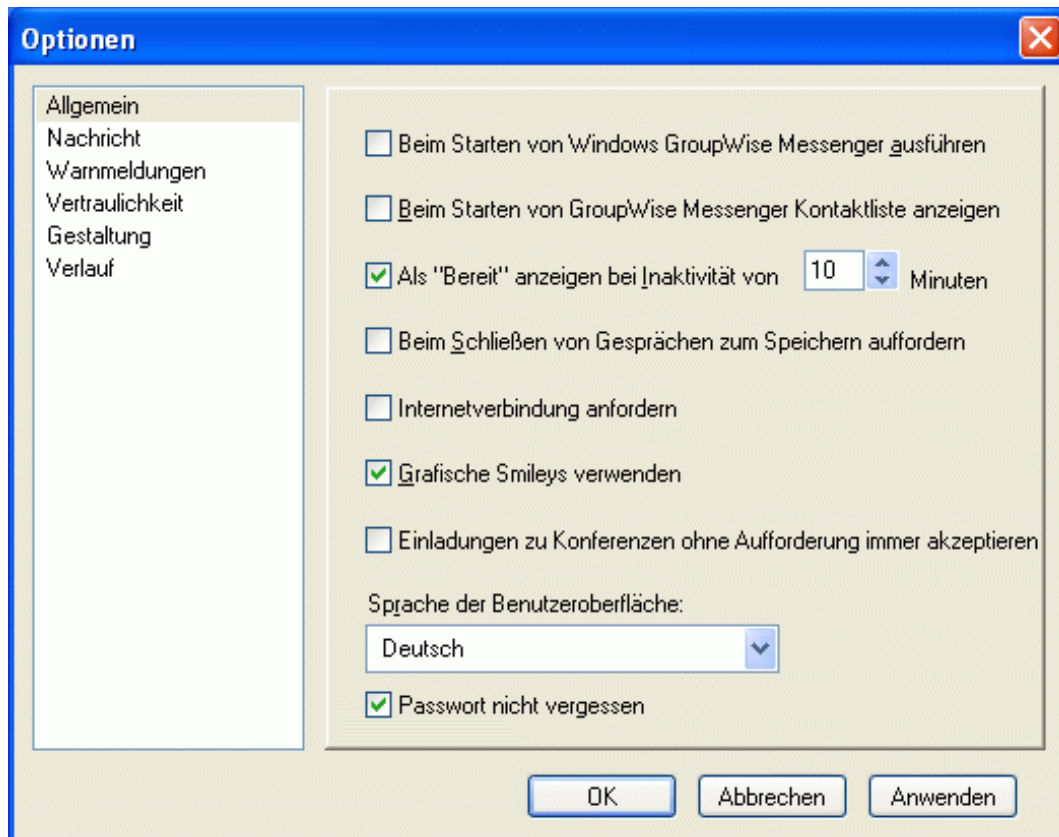 Optionen
Allgemein
Nachricht
Warnmeldungen
Vertraulichkeit
Gestaltung
Verlauf
Beim Starten von Windows GroupWise Messenger ausführen
Beim Starten von GroupWise Messenger Kontaktliste anzeigen
Als "Bereit" anzeigen bei Inaktivität von 10 Minuten
Beim Schließen von Gesprächen zum Speichern auffordern
Internetverbindung anfordern
Grafische Smileys verwenden
Einladungen zu Konferenzen ohne Aufforderung immer akzeptieren
Sprache der Benutzeroberfläche:
Deutsch
Passwort nicht vergessen
OK Abbrechen Anwenden